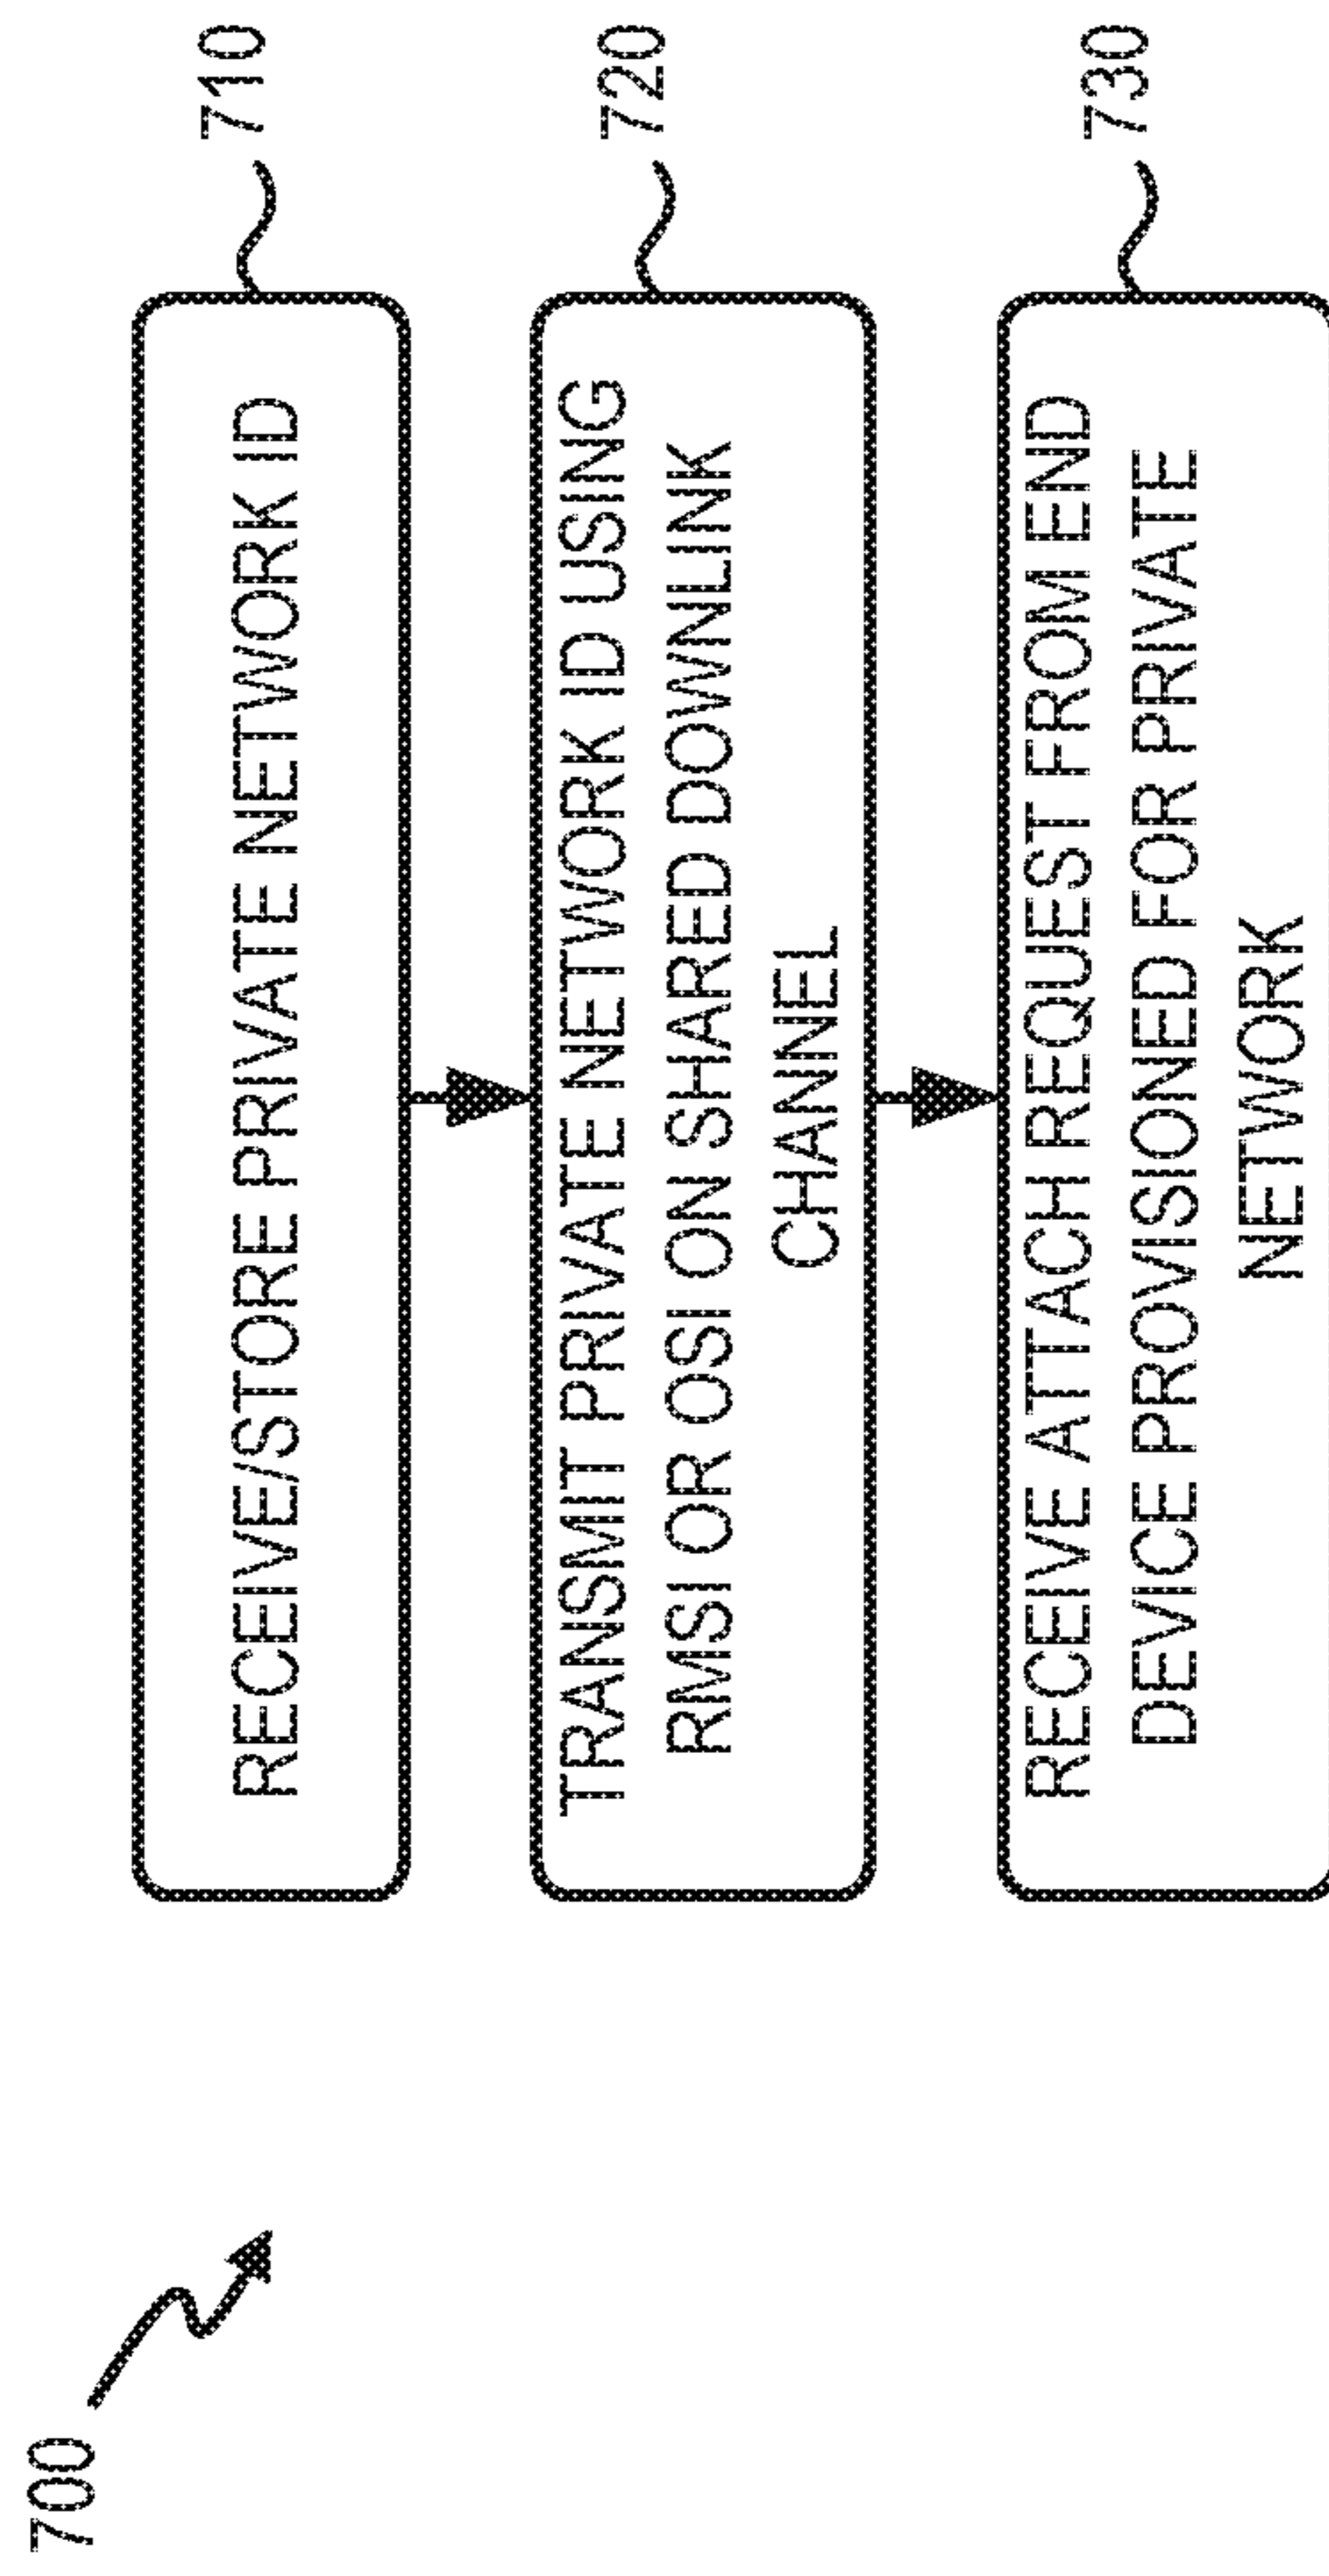 700
RECEIVE/STORE PRIVATE NETWORK ID
710
TRANSMIT PRIVATE NETWORK ID USING
RMSI OR OSI ON SHARED DOWNLINK
CHANNEL
720
RECEIVE ATTACH REQUEST FROM END
DEVICE PROVISIONED FOR PRIVATE
NETWORK
730